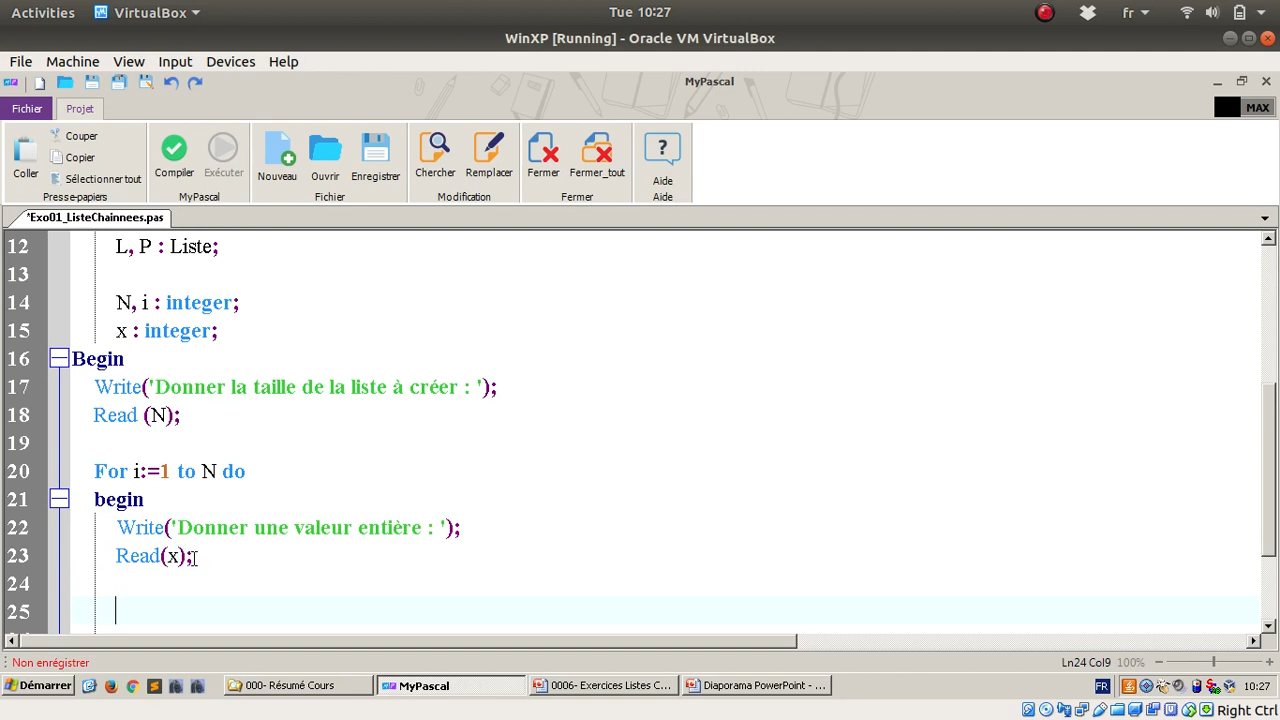 Activities VirtualBox Tue 10:27 fr
WinXP [Running] - Oracle VM VirtualBox
File Machine View Input Devices Help
MyPascal
Fichier Projet MAX
Couper
Copier
Sélectionner tout
Coller
Presse-papiers
Compiler Exécuter
MyPascal
Nouveau Ouvrir Enregistrer
Fichier
Chercher Remplacer
Modification
Fermer Fermer_tout
Fermer
?
Aide
Aide
*Exo01_ListeChainnees.pas
12 L, P : Liste;
13
14 N, i : integer;
15 x : integer;
16 Begin
17 Write('Donner la taille de la liste à créer : ');
18 Read (N);
19
20 For i:=1 to N do
21 begin
22 Write('Donner une valeur entière : ');
23 Read(x);
24
25
Non enrégistrer Ln24 Col9 100%
Démarrer 000- Résumé Cours MyPascal 0006- Exercices Listes C... Diaporama PowerPoint - ... FR 10:27
Right Ctrl